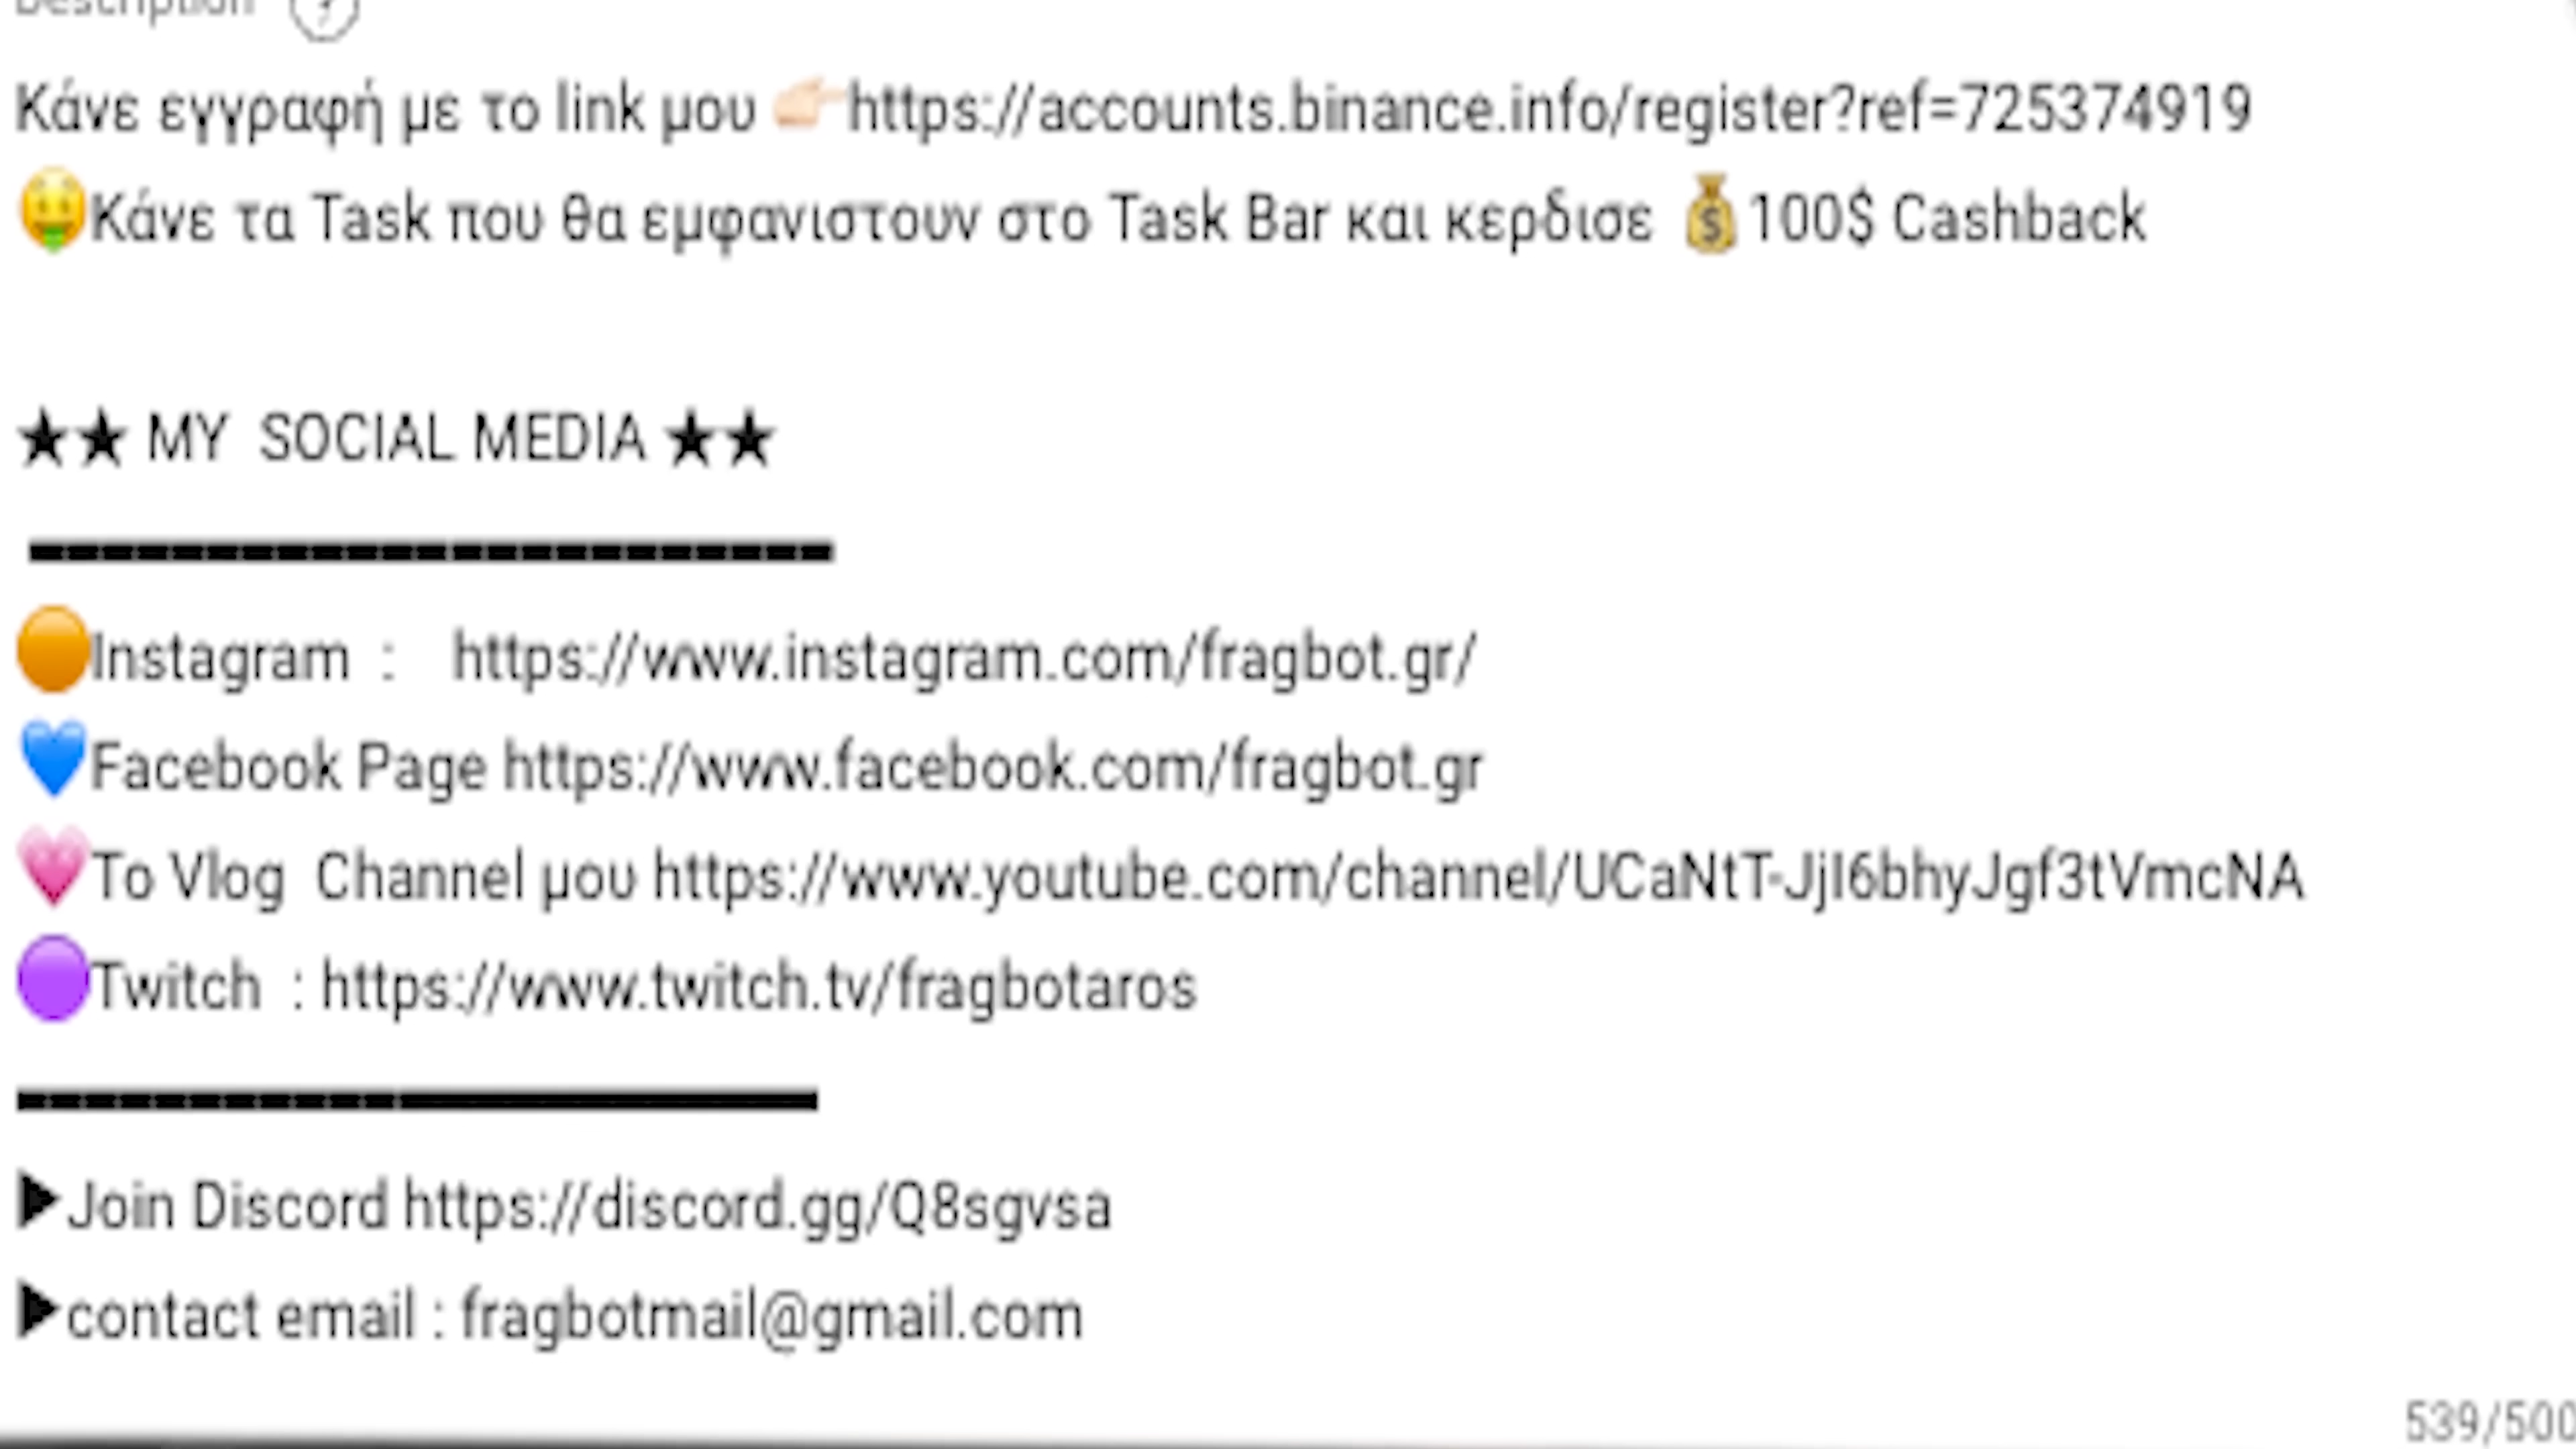 Description ?
Κάνε εγγραφή με το link μου 👉🏻https://accounts.binance.info/register?ref=725374919
🤑Κάνε τα Task που θα εμφανιστουν στο Task Bar και κερδισε 💰100$ Cashback
★★ MY  SOCIAL MEDIA ★★
▬▬▬▬▬▬▬▬▬▬▬▬▬▬▬▬▬▬▬▬▬▬▬
🟠Instagram  :   https://www.instagram.com/fragbot.gr/
💙Facebook Page https://www.facebook.com/fragbot.gr
💗Το Vlog  Channel μου https://www.youtube.com/channel/UCaNtT-JjI6bhyJgf3tVmcNA
🟣Twitch  : https://www.twitch.tv/fragbotaros
▬▬▬▬▬▬▬▬▬▬▬▬▬▬▬▬▬▬▬▬▬▬▬
▶Join Discord https://discord.gg/Q8sgvsa
▶contact email : fragbotmail@gmail.com
539/500